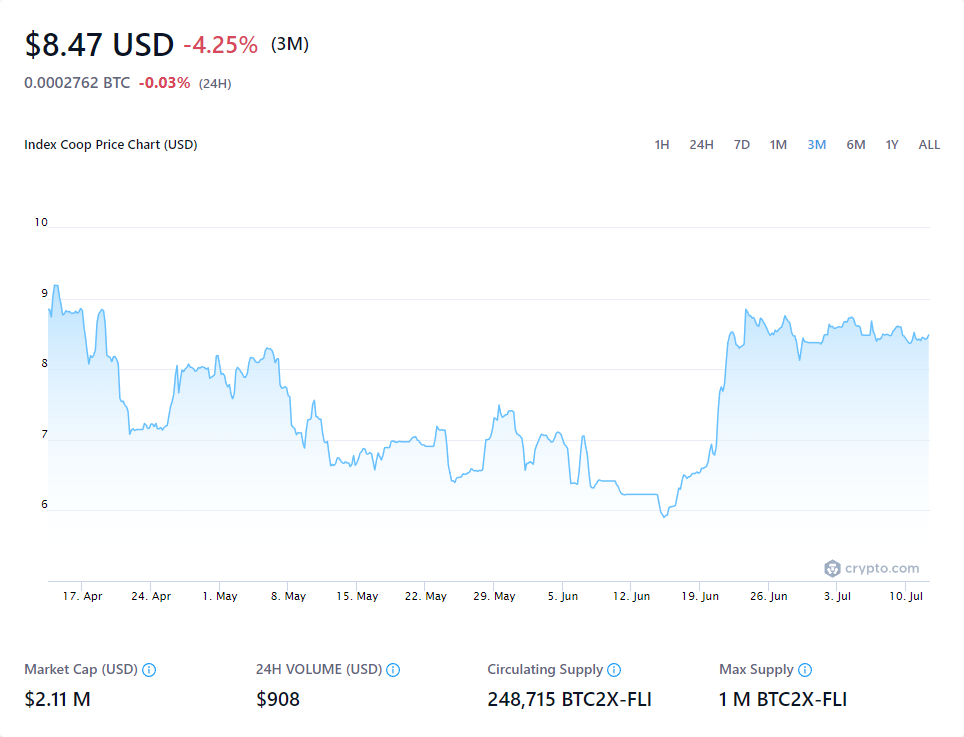 $8.47 USD -4.25% (3M)
0.0002762 BTC -0.03% (24H)
Index Coop Price Chart (USD) 1H 24H 7D 1M 3M 6M 1Y ALL
10
9
8
7
6
crypto.com
17. Apr 24. Apr 1. May 8. May 15. May 22. May 29. May 5. Jun 12. Jun 19. Jun 26. Jun 3. Jul 10. Jul
Market Cap (USD) 24H VOLUME (USD) Circulating Supply Max Supply
$2.11 M $908 248,715 BTC2X-FLI 1 M BTC2X-FLI